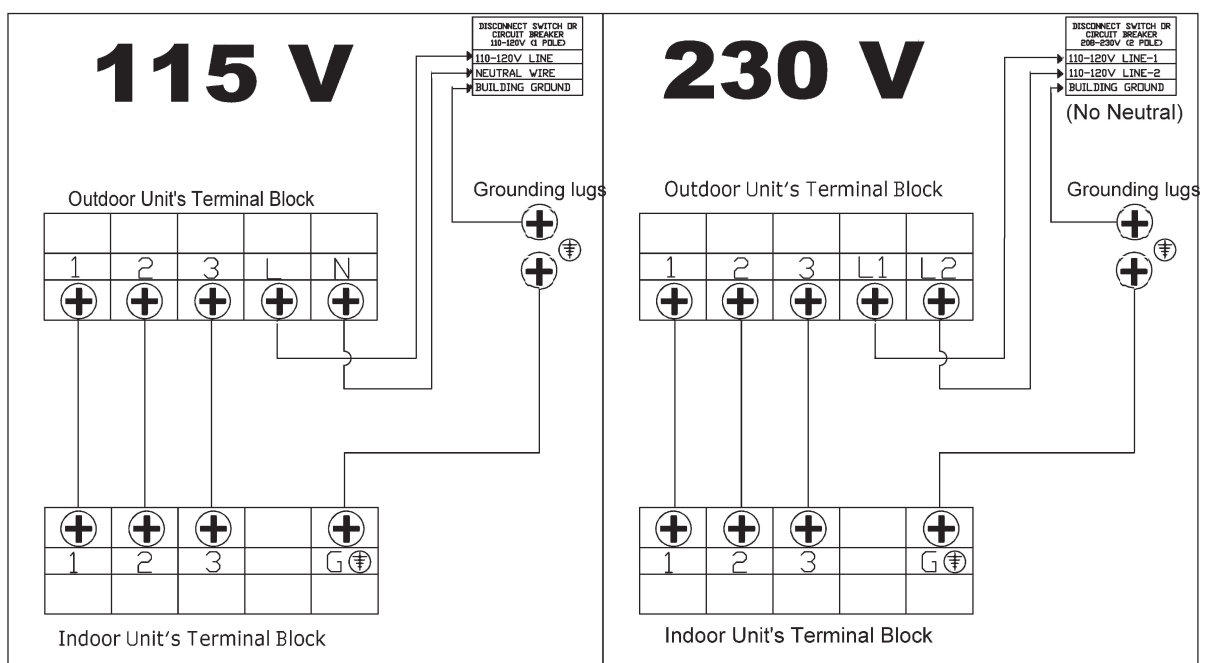 115 V
DISCONNECT SWITCH OR
CIRCUIT BREAKER
110-120V (1 POLE)
110-120V LINE
NEUTRAL WIRE
BUILDING GROUND
Outdoor Unit's Terminal Block
Grounding lugs
1 2 3 L N
1 2 3 G
Indoor Unit's Terminal Block
230 V
DISCONNECT SWITCH OR
CIRCUIT BREAKER
208-230V (2 POLE)
110-120V LINE-1
110-120V LINE-2
BUILDING GROUND
(No Neutral)
Outdoor Unit's Terminal Block
Grounding lugs
1 2 3 L1 L2
1 2 3 G
Indoor Unit's Terminal Block